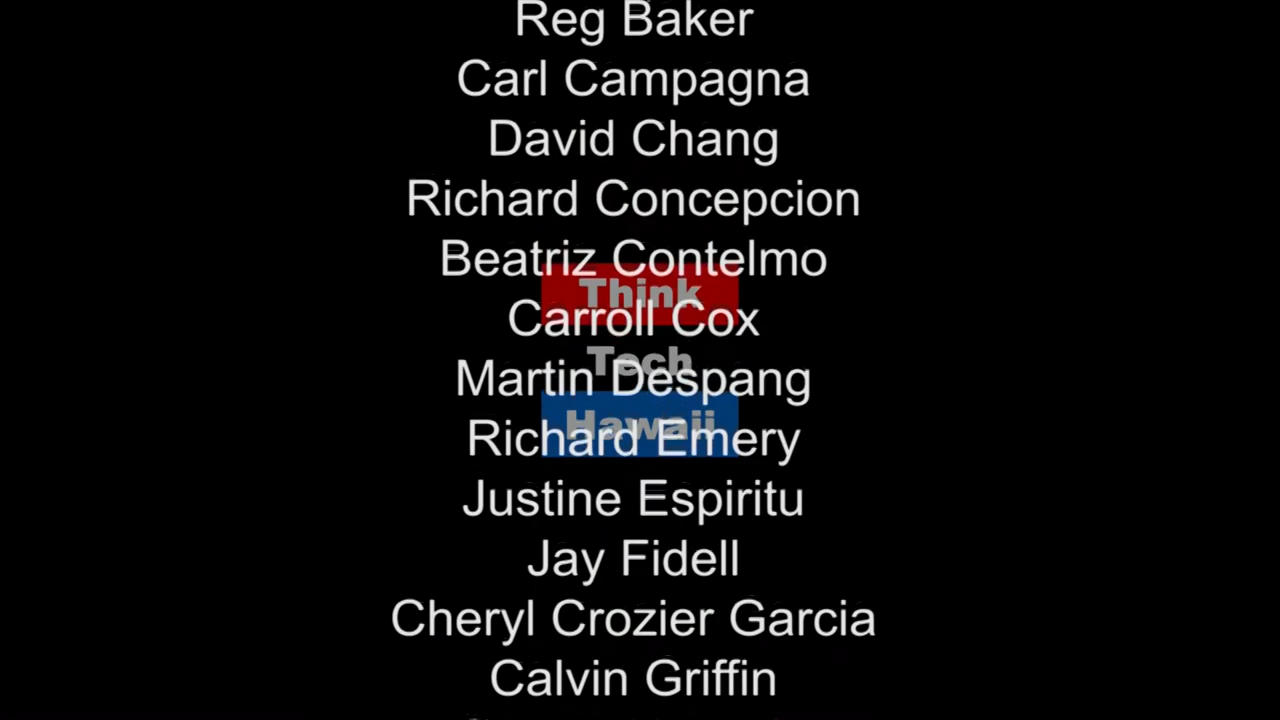 Reg Baker
Carl Campagna
David Chang
Richard Concepcion
Beatriz Contelmo
Think
Carroll Cox
Tech
Martin Despang
Hawaii
Richard Emery
Justine Espiritu
Jay Fidell
Cheryl Crozier Garcia
Calvin Griffin